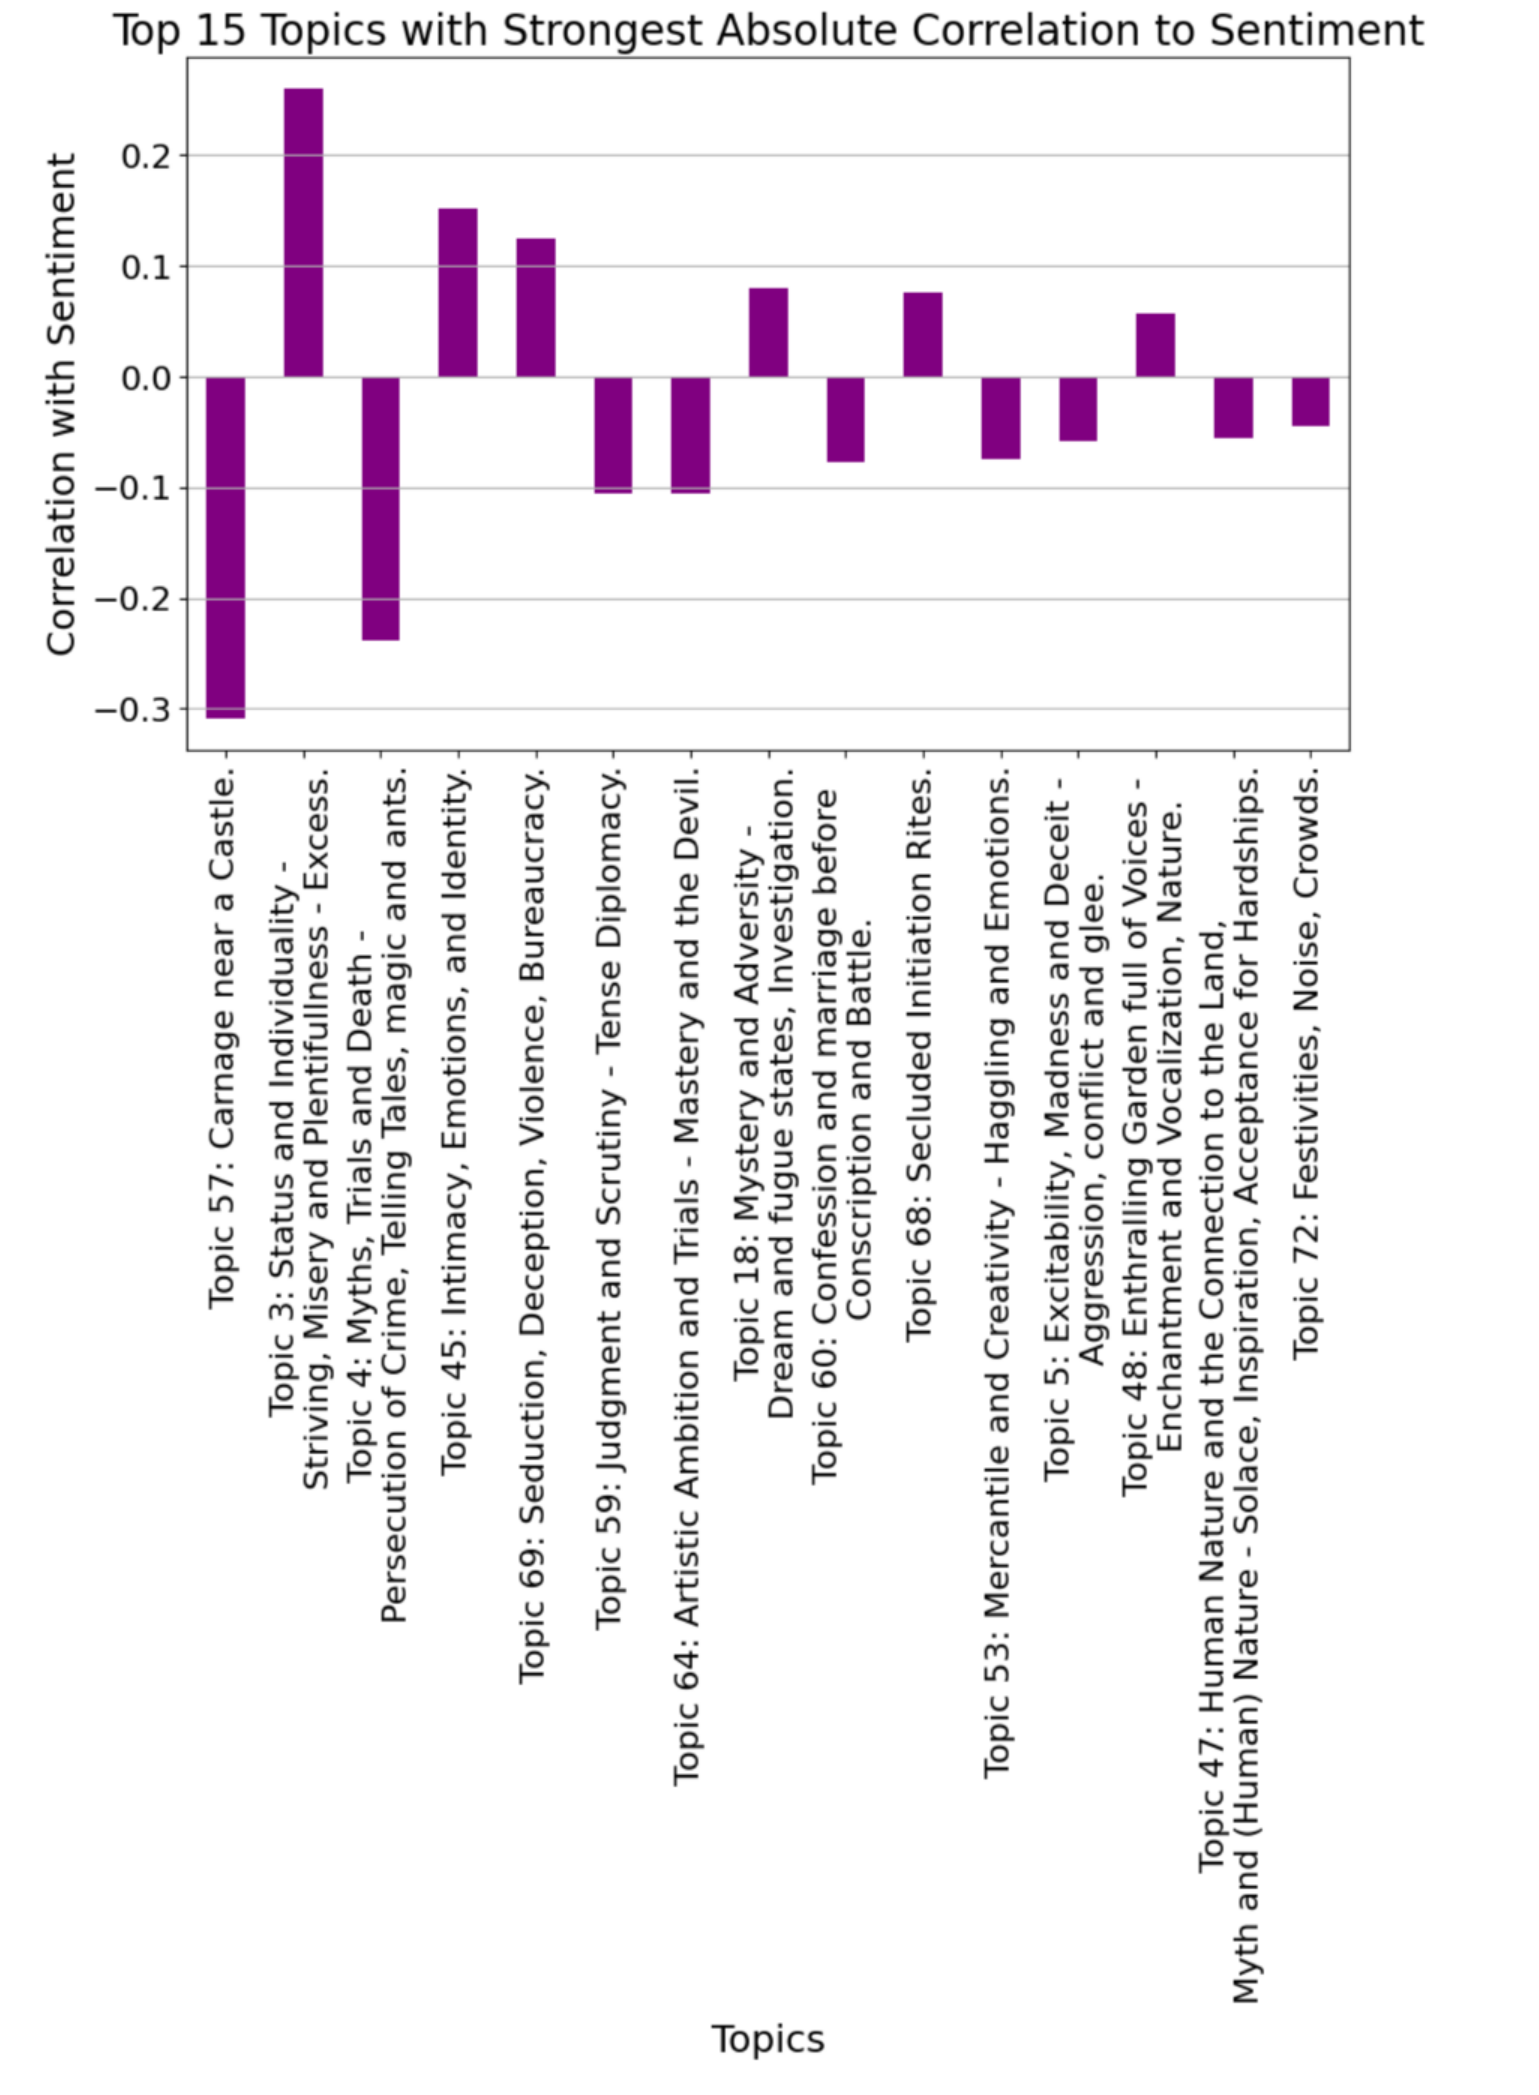 Top 15 Topics with Strongest Absolute Correlation to Sentiment
Correlation with Sentiment
0.2
0.1
0.0
−0.1
−0.2
−0.3
Topic 57: Carnage near a Castle.
Topic 3: Status and Individuality -
Striving, Misery and Plentifullness - Excess.
Topic 4: Myths, Trials and Death -
Persecution of Crime, Telling Tales, magic and ants.
Topic 45: Intimacy, Emotions, and Identity.
Topic 69: Seduction, Deception, Violence, Bureaucracy.
Topic 59: Judgment and Scrutiny - Tense Diplomacy.
Topic 64: Artistic Ambition and Trials - Mastery and the Devil.
Topic 18: Mystery and Adversity -
Dream and fugue states, Investigation.
Topic 60: Confession and marriage before
Conscription and Battle.
Topic 68: Secluded Initiation Rites.
Topic 53: Mercantile and Creativity - Haggling and Emotions.
Topic 5: Excitability, Madness and Deceit -
Aggression, conflict and glee.
Topic 48: Enthralling Garden full of Voices -
Enchantment and Vocalization, Nature.
Topic 47: Human Nature and the Connection to the Land,
Myth and (Human) Nature - Solace, Inspiration, Acceptance for Hardships.
Topic 72: Festivities, Noise, Crowds.
Topics